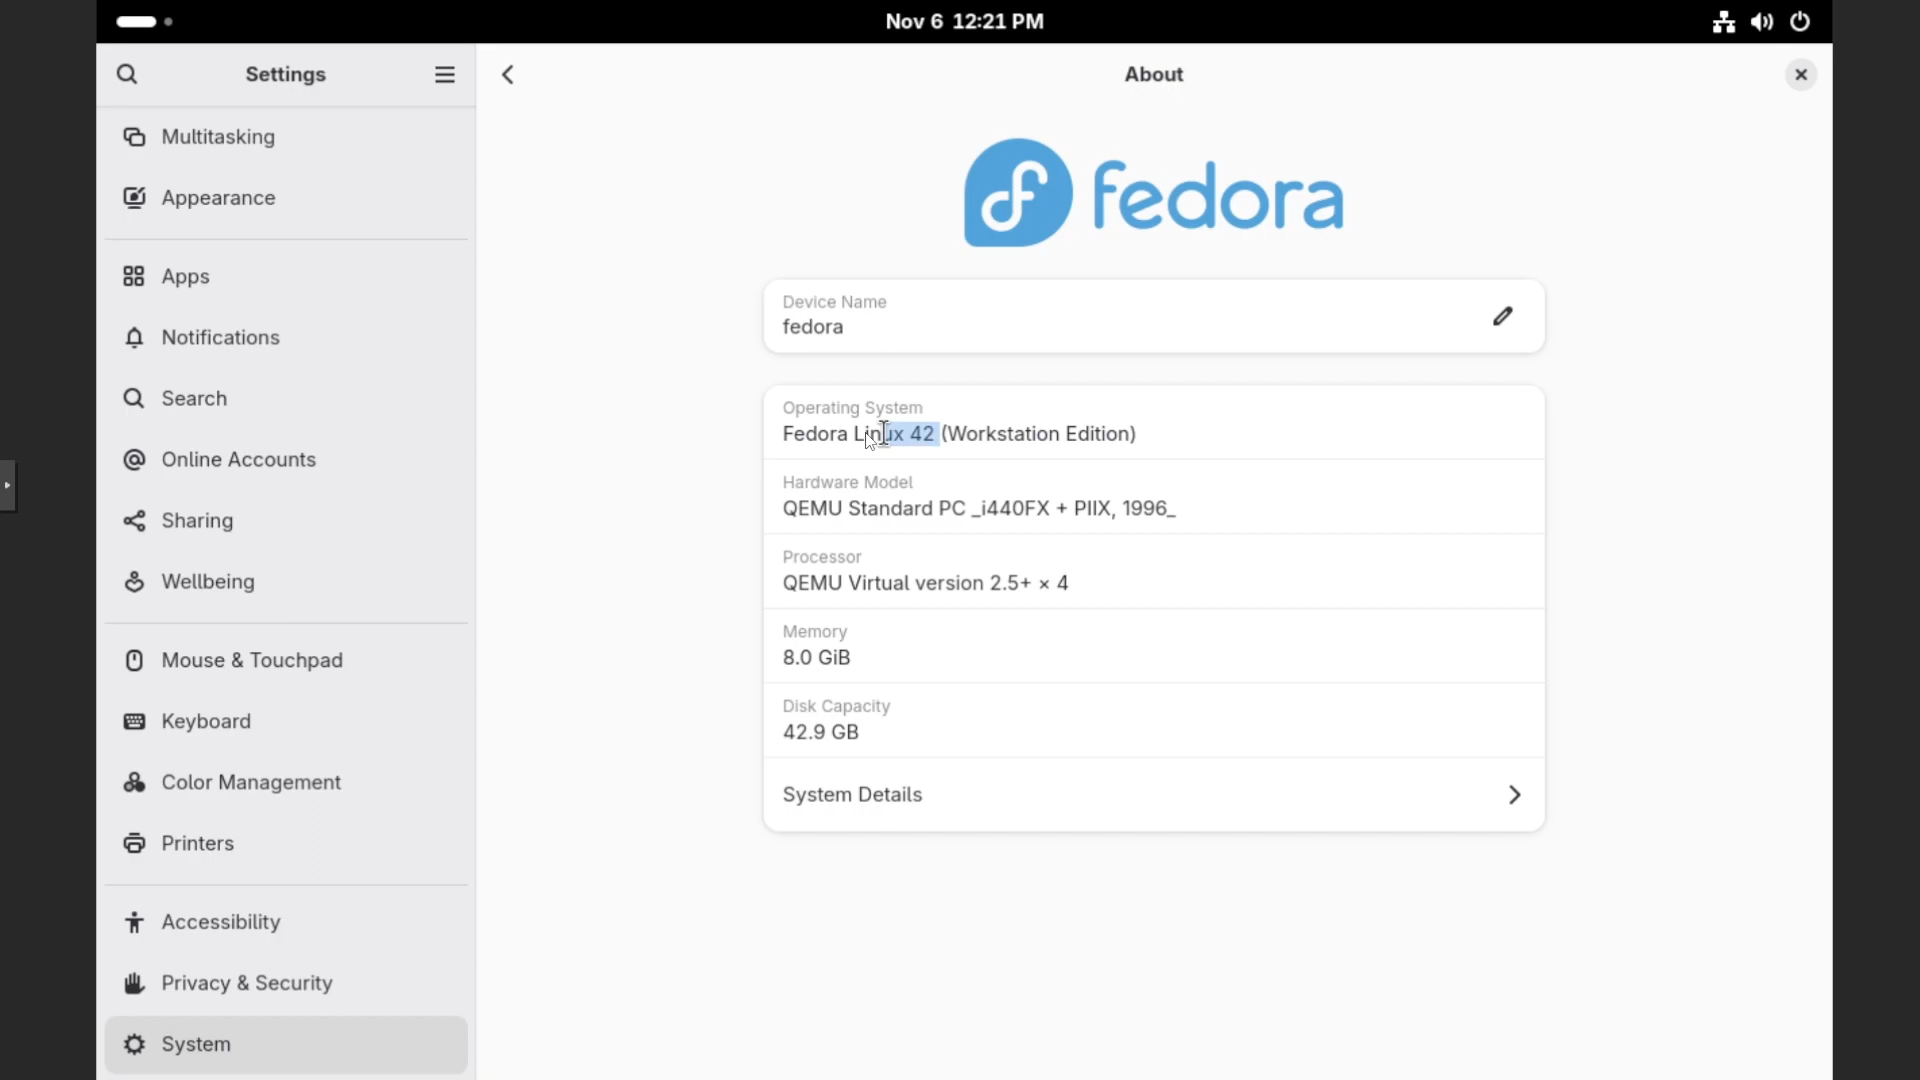 Nov 6 12:21 PM
Settings
About
Multitasking
Appearance
Apps
Notifications
Search
Online Accounts
Sharing
Wellbeing
Mouse & Touchpad
Keyboard
Color Management
Printers
Accessibility
Privacy & Security
System
fedora
Device Name
fedora
Operating System
Fedora Linux 42 (Workstation Edition)
Hardware Model
QEMU Standard PC _i440FX + PIIX, 1996_
Processor
QEMU Virtual version 2.5+ × 4
Memory
8.0 GiB
Disk Capacity
42.9 GB
System Details